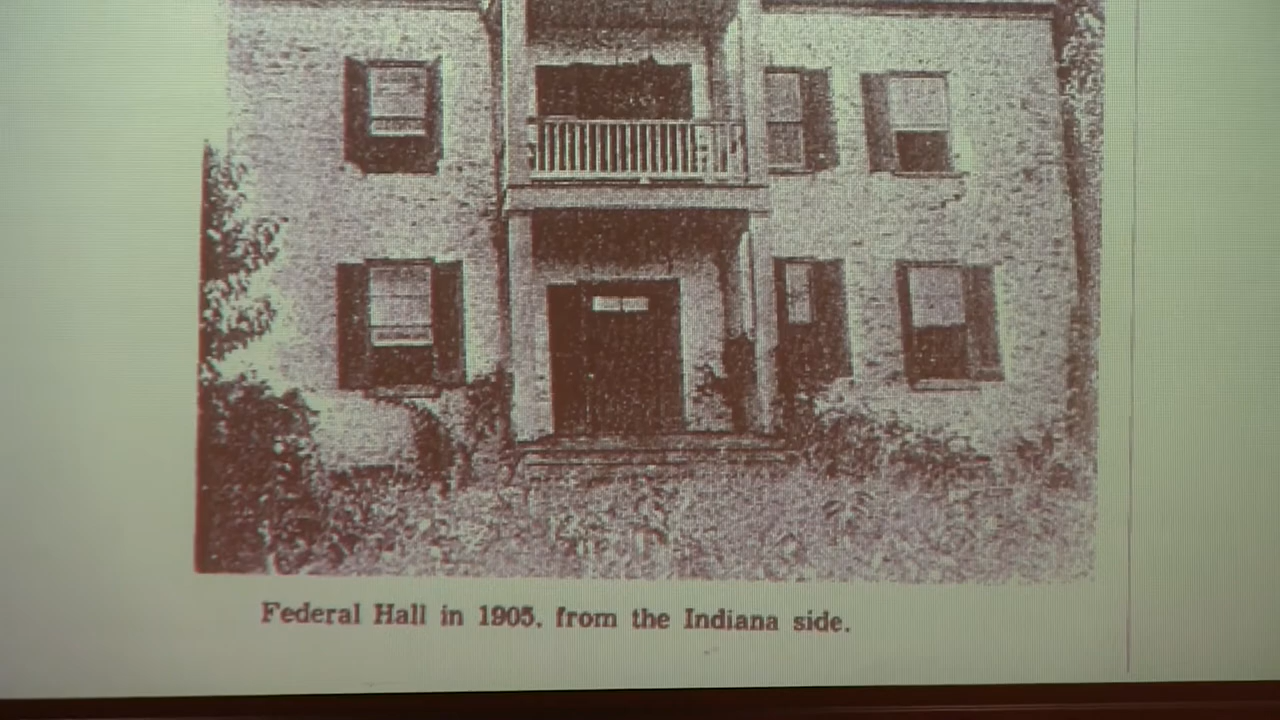 Federal Hall in 1905, from the Indiana side.